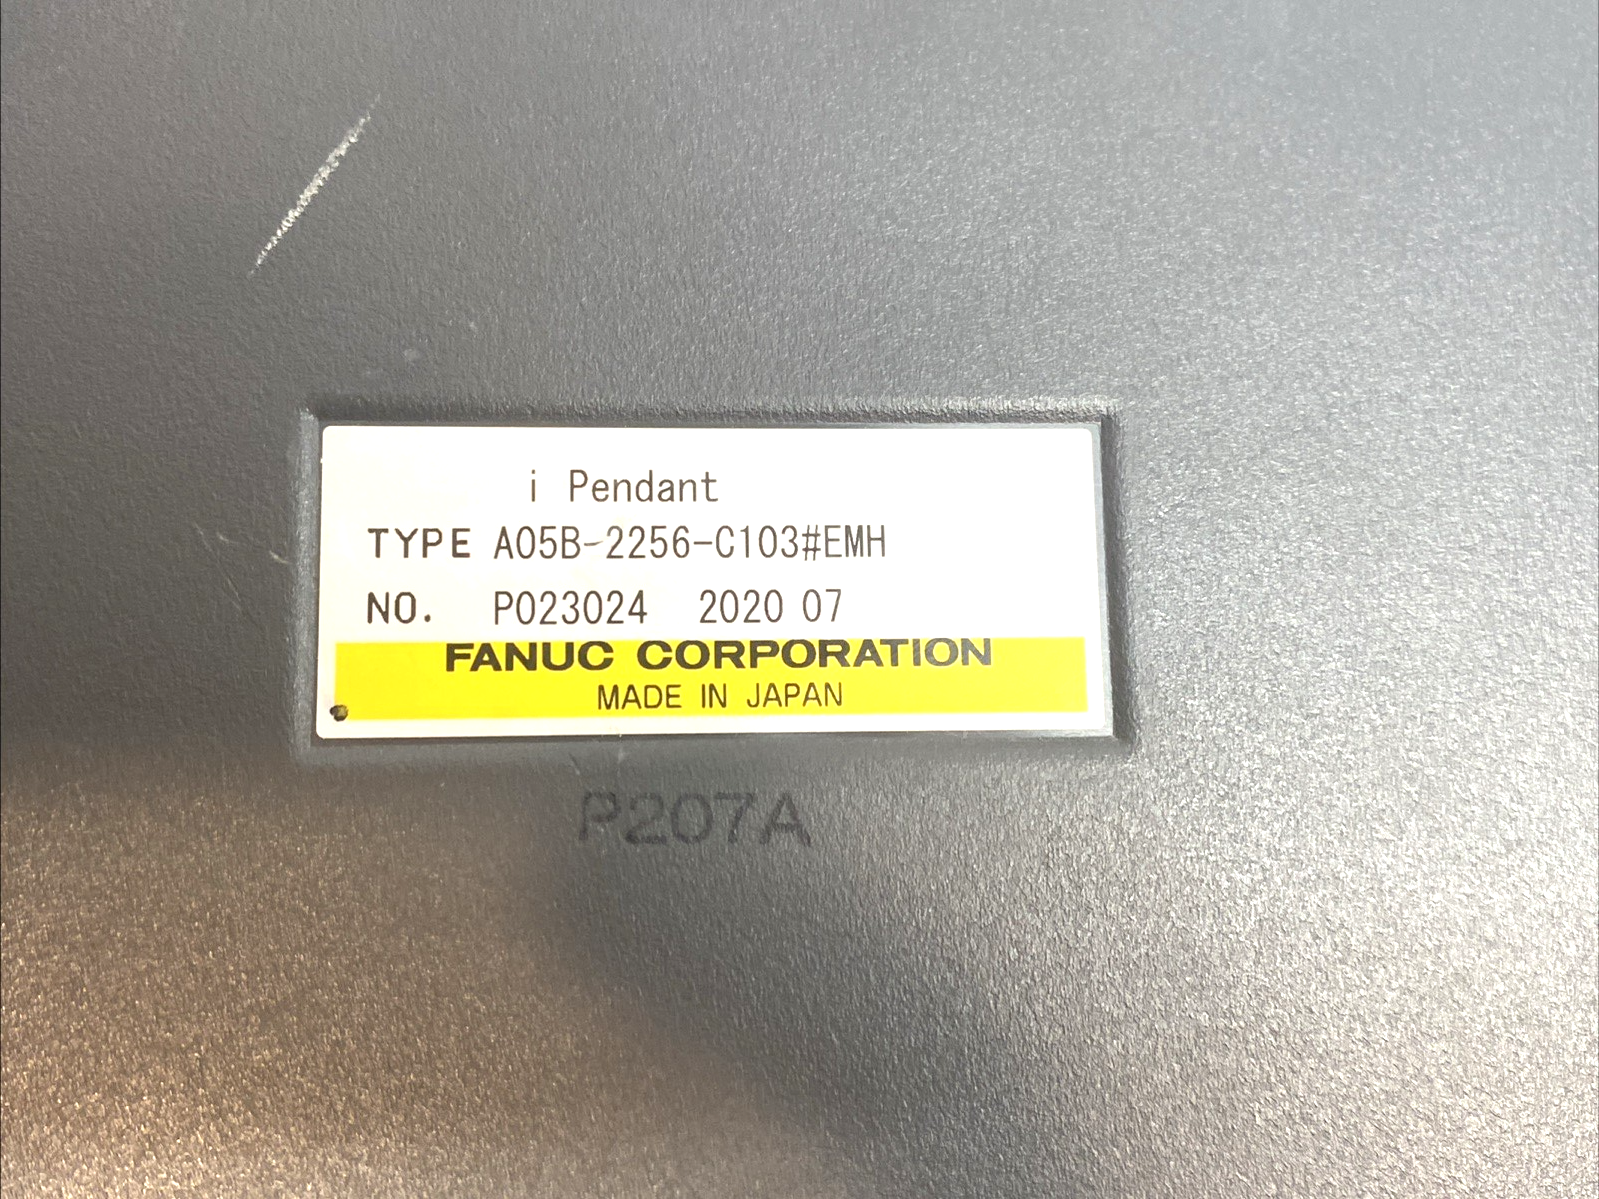 i Pendant
TYPE A05B-2256-C103#EMH
NO. P023024 2020 07
FANUC CORPORATION
MADE IN JAPAN
P207A